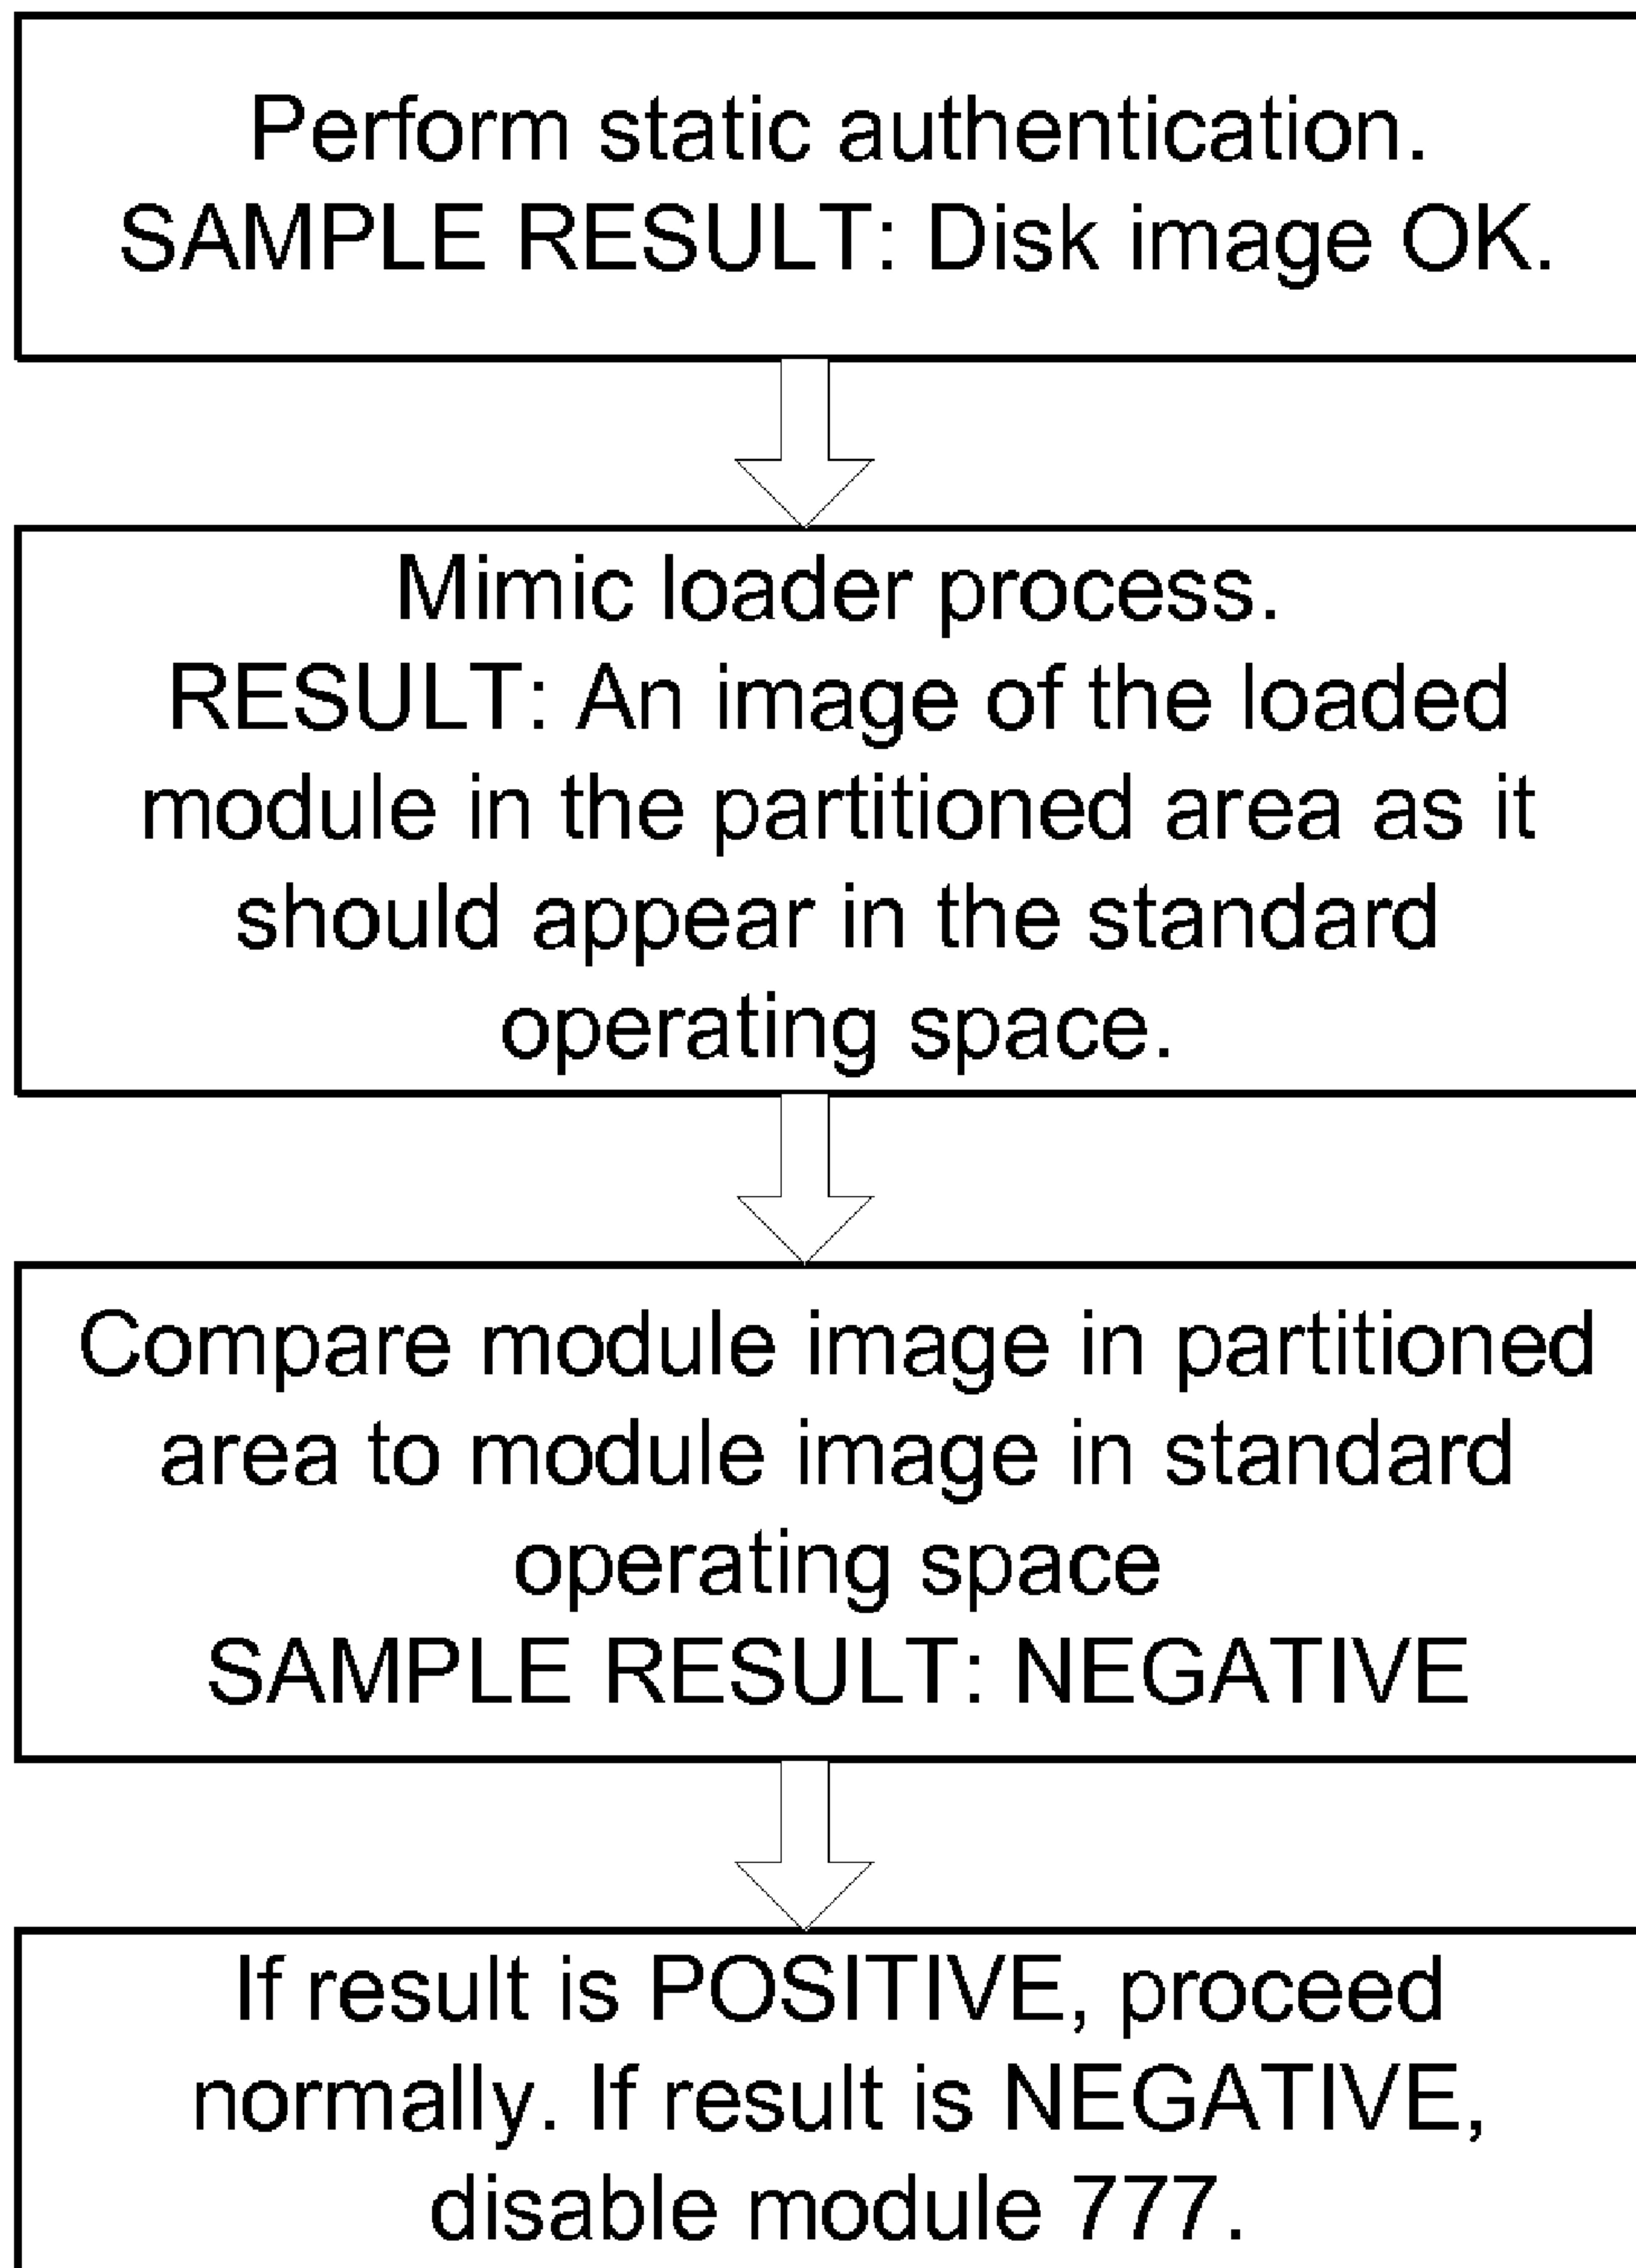 Perform static authentication.
SAMPLE RESULT: Disk image OK.
Mimic loader process.
RESULT: An image of the loaded
module in the partitioned area as it
should appear in the standard
operating space.
Compare module image in partitioned
area to module image in standard
operating space
SAMPLE RESULT: NEGATIVE
If result is POSITIVE, proceed
normally. If result is NEGATIVE,
disable module 777.